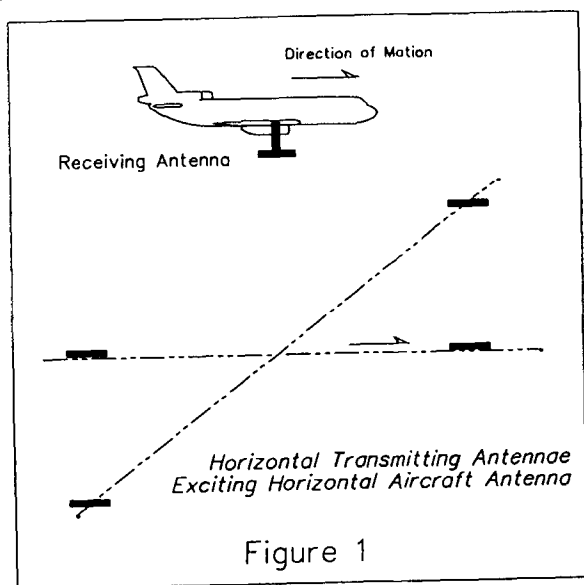 Direction of Motion
Receiving Antenna
Horizontal Transmitting Antennae
Exciting Horizontal Aircraft Antenna
Figure 1